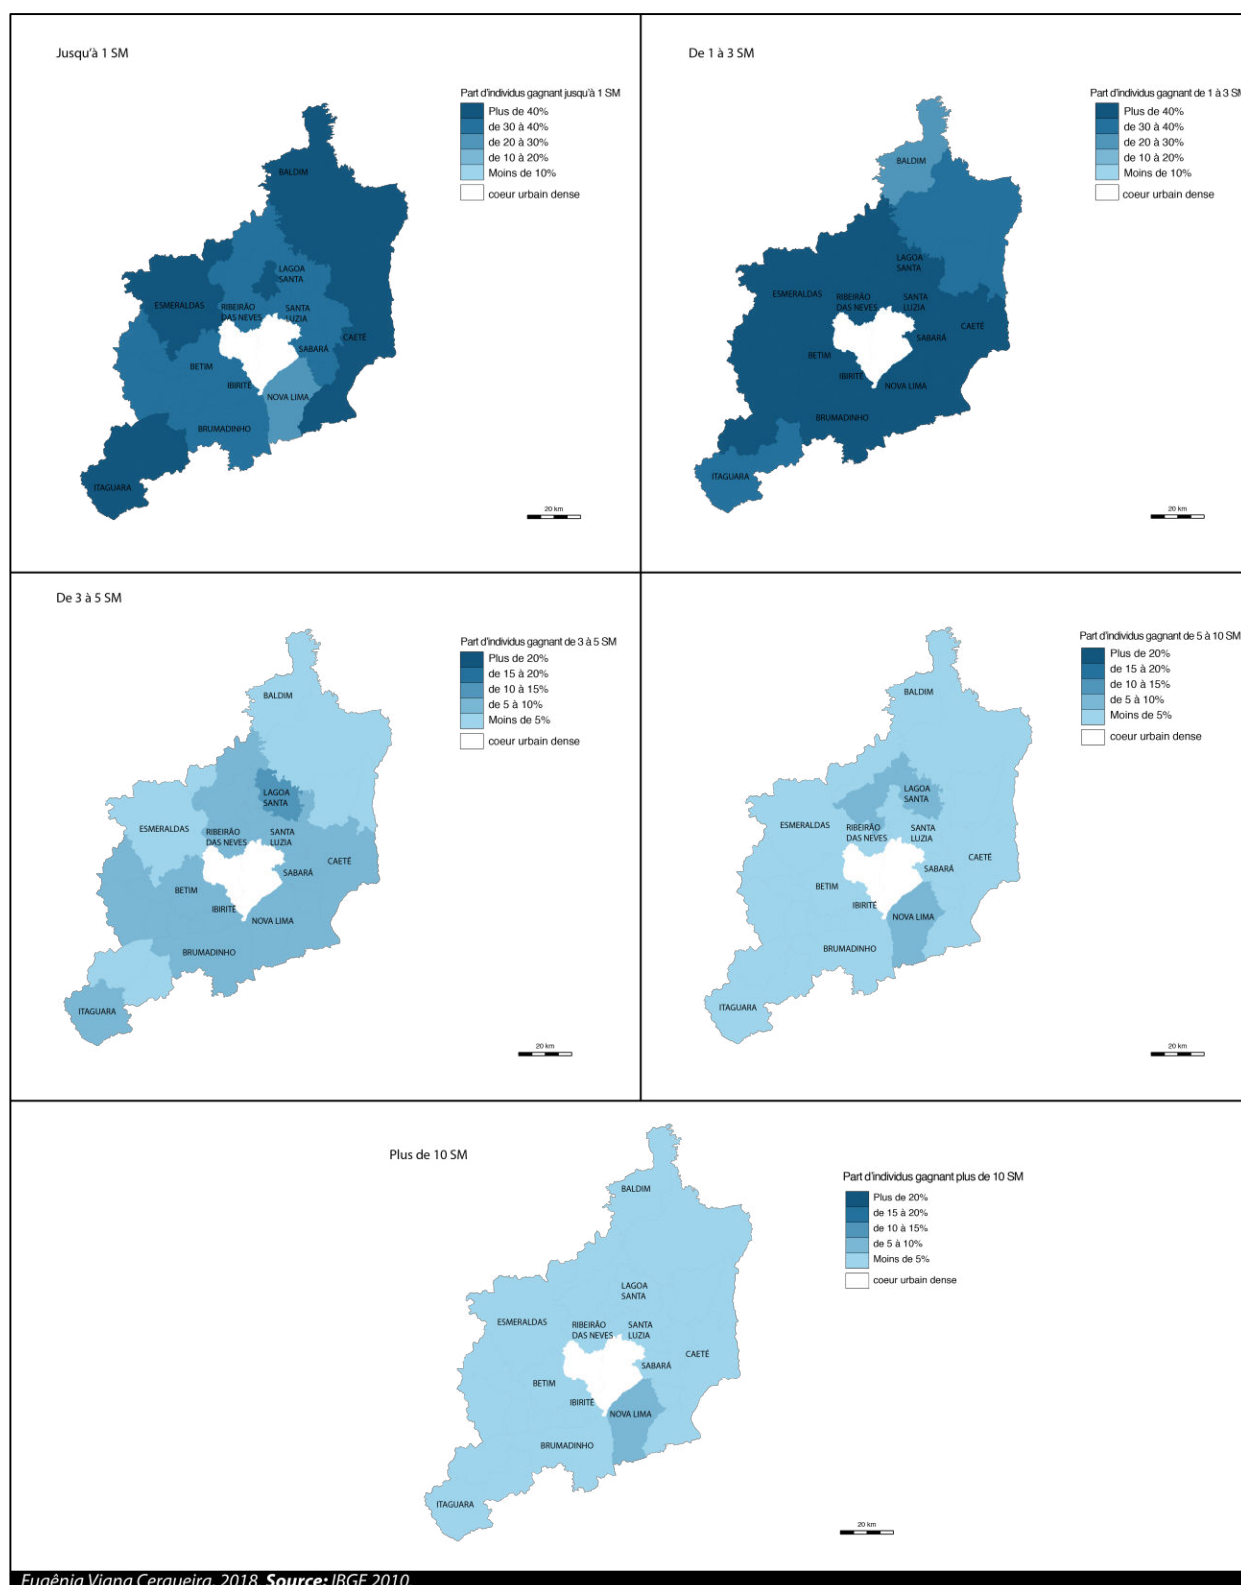 Jusqu'à 1 SM
Part d'individus gagnant jusqu'à 1 SM
Plus de 40%
de 30 à 40%
de 20 à 30%
de 10 à 20%
Moins de 10%
coeur urbain dense
BALDIM
LAGOA
SANTA
ESMERALDAS
RIBEIRÃO
DAS NEVES
SANTA
LUZIA
CAETÉ
SABARÁ
BETIM
IBIRITÉ
NOVA LIMA
BRUMADINHO
ITAGUARA
20 km
De 1 à 3 SM
Part d'individus gagnant de 1 à 3 SM
Plus de 40%
de 30 à 40%
de 20 à 30%
de 10 à 20%
Moins de 10%
coeur urbain dense
BALDIM
LAGOA
SANTA
ESMERALDAS
RIBEIRÃO
DAS NEVES
SANTA
LUZIA
CAETÉ
SABARÁ
BETIM
IBIRITÉ
NOVA LIMA
BRUMADINHO
ITAGUARA
20 km
De 3 à 5 SM
Part d'individus gagnant de 3 à 5 SM
Plus de 20%
de 15 à 20%
de 10 à 15%
de 5 à 10%
Moins de 5%
coeur urbain dense
BALDIM
LAGOA
SANTA
ESMERALDAS
RIBEIRÃO
DAS NEVES
SANTA
LUZIA
CAETÉ
SABARÁ
BETIM
IBIRITÉ
NOVA LIMA
BRUMADINHO
ITAGUARA
20 km
Part d'individus gagnant de 5 à 10 SM
Plus de 20%
de 15 à 20%
de 10 à 15%
de 5 à 10%
Moins de 5%
coeur urbain dense
BALDIM
LAGOA
SANTA
ESMERALDAS
RIBEIRÃO
DAS NEVES
SANTA
LUZIA
CAETÉ
SABARÁ
BETIM
IBIRITÉ
NOVA LIMA
BRUMADINHO
ITAGUARA
20 km
Plus de 10 SM
Part d'individus gagnant plus de 10 SM
Plus de 20%
de 15 à 20%
de 10 à 15%
de 5 à 10%
Moins de 5%
coeur urbain dense
BALDIM
LAGOA
SANTA
ESMERALDAS
RIBEIRÃO
DAS NEVES
SANTA
LUZIA
CAETÉ
SABARÁ
BETIM
IBIRITÉ
NOVA LIMA
BRUMADINHO
ITAGUARA
20 km
Eugênia Viana Cerqueira, 2018. Source: IBGE 2010